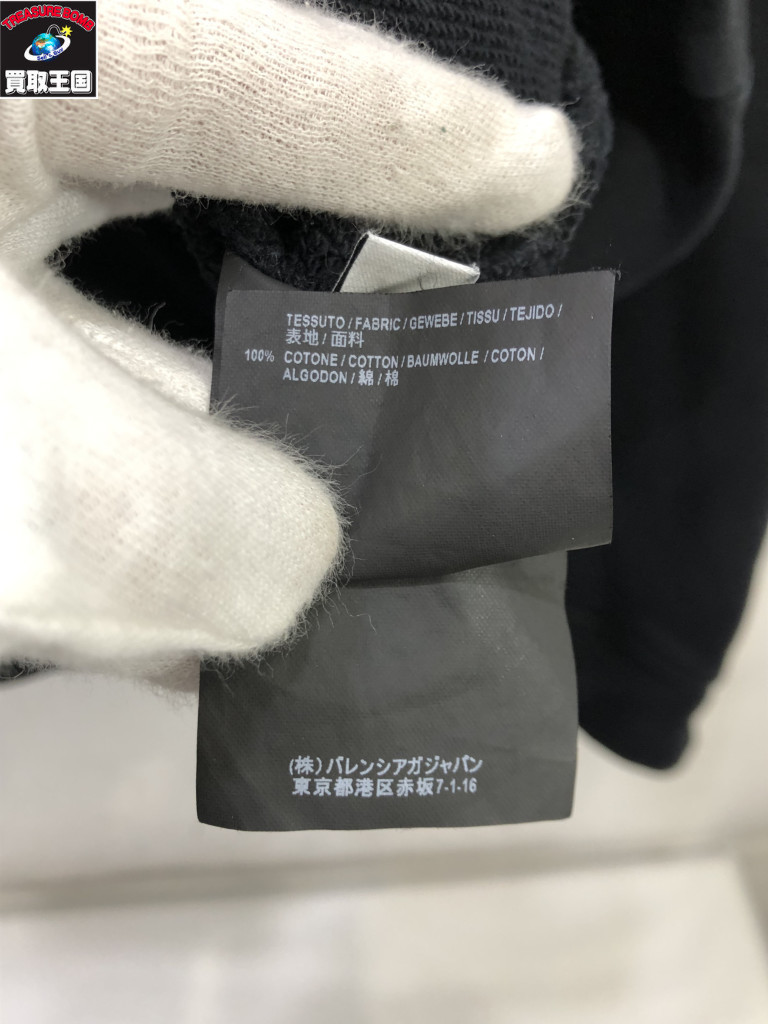 TREASURE BOMB
買取王国
TESSUTO / FABRIC / GEWEBE / TISSU / TEJIDO /
表地 / 面料
100% COTONE / COTTON / BAUMWOLLE / COTON /
ALGODON / 綿 / 棉
(株) バレンシアガジャパン
東京都港区赤坂7-1-16